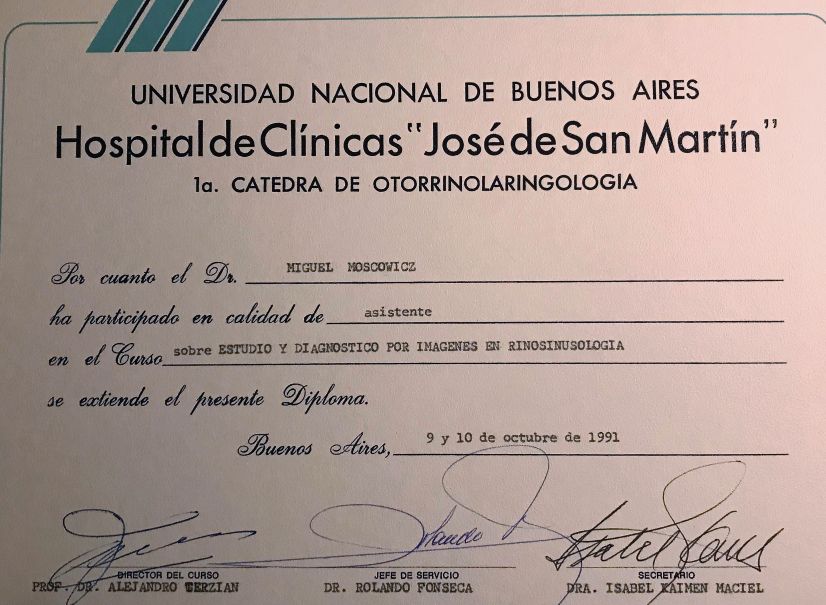 UNIVERSIDAD NACIONAL DE BUENOS AIRES
Hospital de Clínicas "José de San Martín"
1a. CATEDRA DE OTORRINOLARINGOLOGIA
Por cuanto el Dr. MIGUEL MOSCOWICZ
ha participado en calidad de asistente
en el Curso sobre ESTUDIO Y DIAGNOSTICO POR IMAGENES EN RINOSINUSOLOGIA
se extiende el presente Diploma.
Buenos Aires, 9 y 10 de octubre de 1991
DIRECTOR DEL CURSO JEFE DE SERVICIO SECRETARIO
PROF. DR. ALEJANDRO TERZIAN DR. ROLANDO FONSECA DRA. ISABEL KAIMEN MACIEL